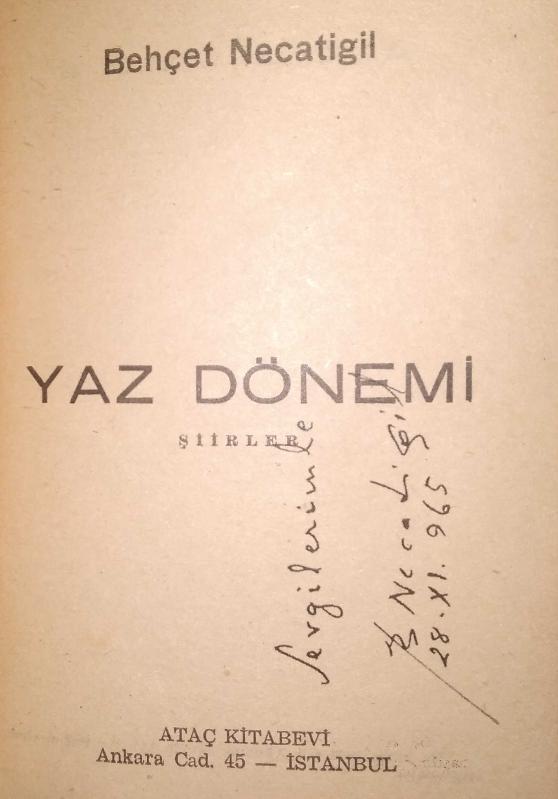 Behçet Necatigil
YAZ DÖNEMİ
ŞİİRLER
Sevgilerimle
B Necatigil
28.XI.965
ATAÇ KİTABEVİ
Ankara Cad. 45 — İSTANBUL